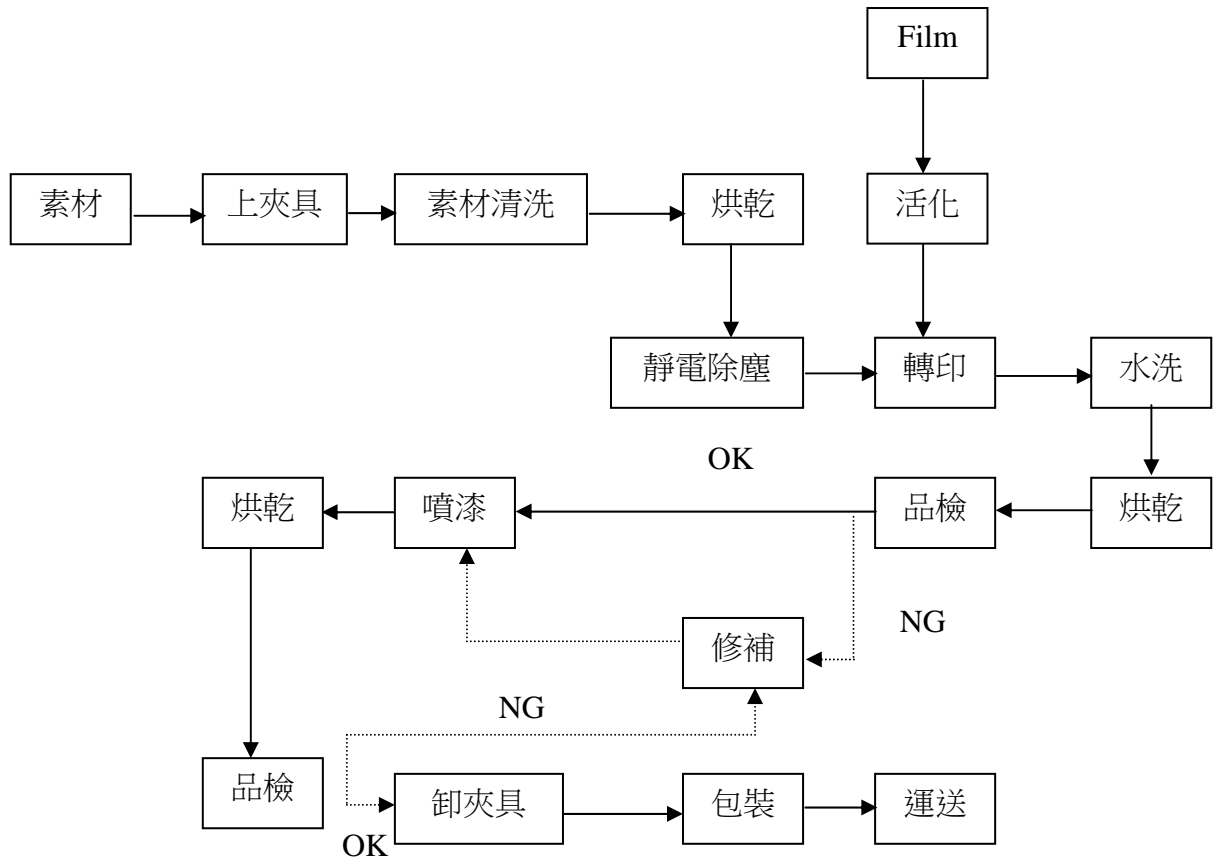 Film
素材
上夾具
素材清洗
烘乾
活化
靜電除塵
轉印
水洗
OK
烘乾
噴漆
品檢
烘乾
NG
修補
NG
品檢
卸夾具
包裝
運送
OK